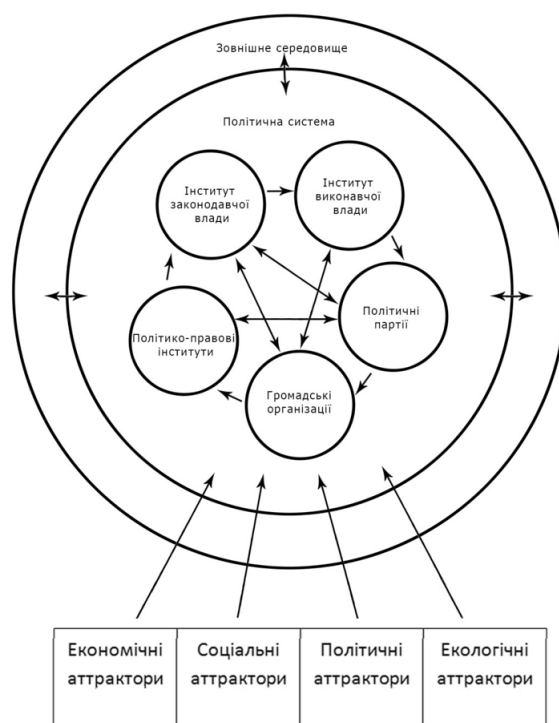 Зовнішнє середовище
Політична система
Інститут
законодавчої
влади
Інститут
виконавчої
влади
Політико-правові
інститути
Політичні
партії
Громадські
організації
Економічні
аттрактори
Соціальні
аттрактори
Політичні
аттрактори
Екологічні
аттрактори